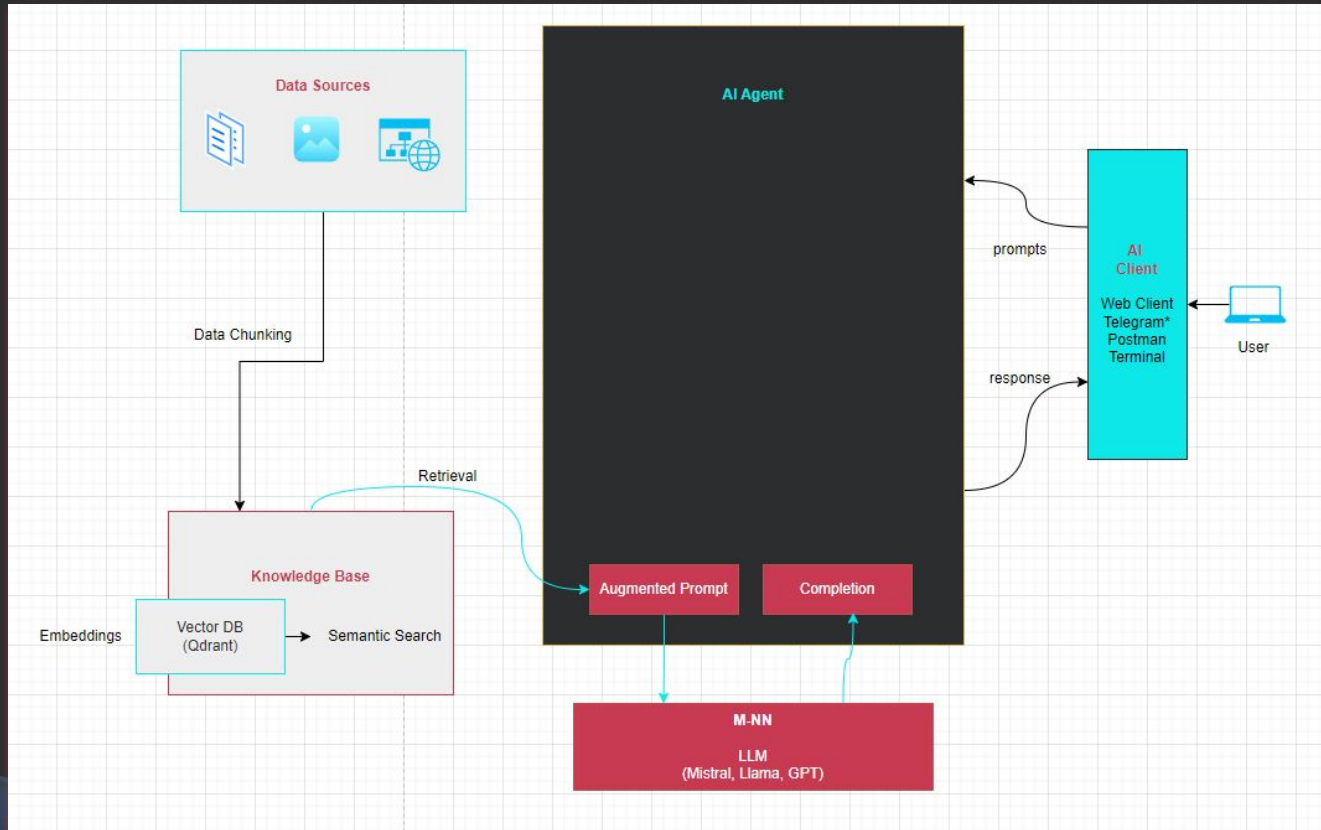 Data Sources
AI Agent
prompts
AI
Client
Web Client
Telegram*
Postman
Terminal
User
Data Chunking
response
Retrieval
Knowledge Base
Embeddings
Vector DB
(Qdrant)
Semantic Search
Augmented Prompt
Completion
M-NN
LLM
(Mistral, Llama, GPT)